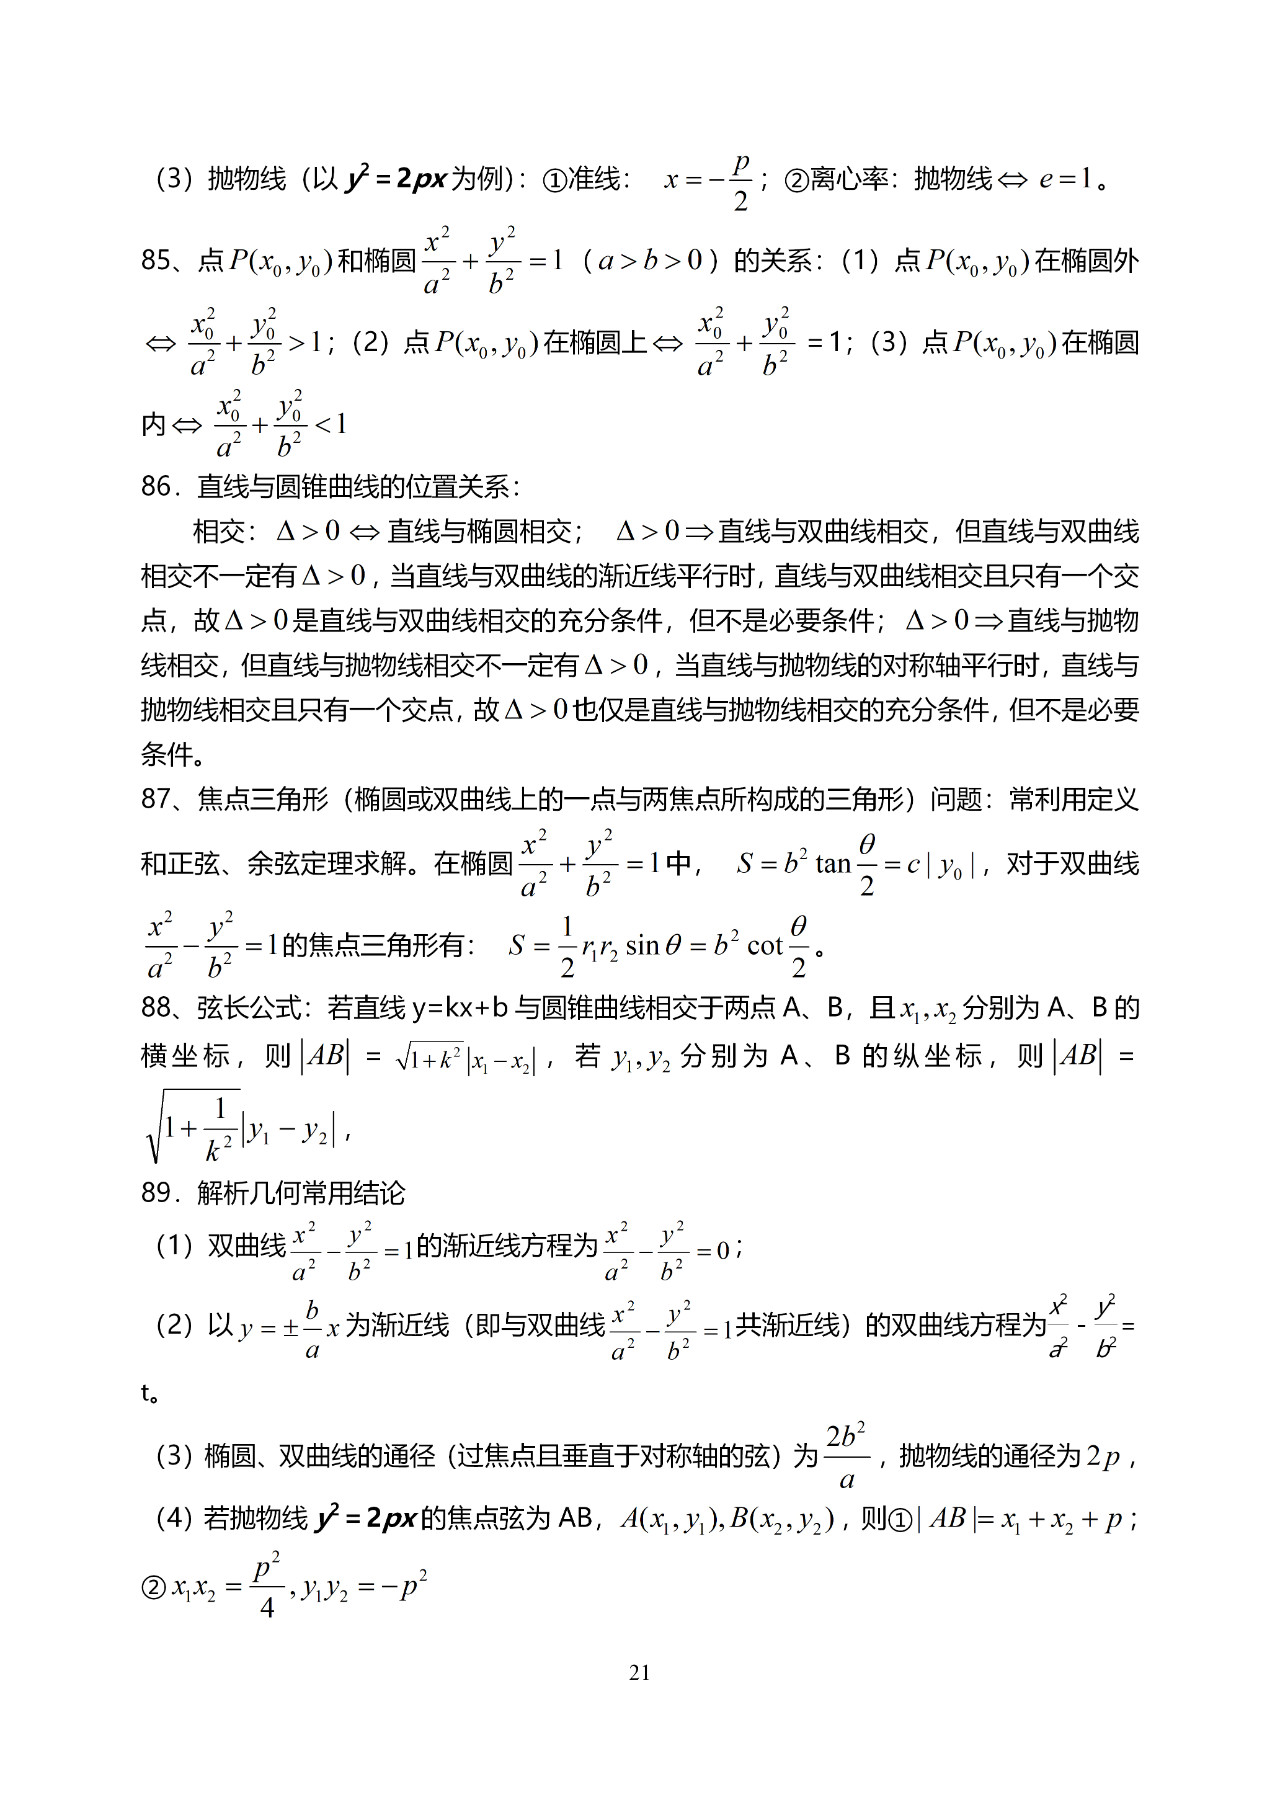 （3）抛物线（以 $y^2=2px$ 为例）：①准线： $x=-\frac{p}{2}$；②离心率：抛物线$\Leftrightarrow e=1$。
85、点$P(x_0,y_0)$和椭圆$\frac{x^2}{a^2}+\frac{y^2}{b^2}=1$（$a>b>0$）的关系：（1）点$P(x_0,y_0)$在椭圆外
$\Leftrightarrow \frac{x_0^2}{a^2}+\frac{y_0^2}{b^2}>1$；（2）点$P(x_0,y_0)$在椭圆上$\Leftrightarrow \frac{x_0^2}{a^2}+\frac{y_0^2}{b^2}$＝1；（3）点$P(x_0,y_0)$在椭圆
内$\Leftrightarrow \frac{x_0^2}{a^2}+\frac{y_0^2}{b^2}<1$
86．直线与圆锥曲线的位置关系：
相交：$\Delta>0 \Leftrightarrow$ 直线与椭圆相交； $\Delta>0 \Rightarrow$直线与双曲线相交，但直线与双曲线
相交不一定有$\Delta>0$，当直线与双曲线的渐近线平行时，直线与双曲线相交且只有一个交
点，故$\Delta>0$是直线与双曲线相交的充分条件，但不是必要条件；$\Delta>0 \Rightarrow$直线与抛物
线相交，但直线与抛物线相交不一定有$\Delta>0$，当直线与抛物线的对称轴平行时，直线与
抛物线相交且只有一个交点，故$\Delta>0$也仅是直线与抛物线相交的充分条件，但不是必要
条件。
87、焦点三角形（椭圆或双曲线上的一点与两焦点所构成的三角形）问题：常利用定义
和正弦、余弦定理求解。在椭圆$\frac{x^2}{a^2}+\frac{y^2}{b^2}=1$中， $S=b^2\tan\frac{\theta}{2}=c|y_0|$，对于双曲线
$\frac{x^2}{a^2}-\frac{y^2}{b^2}=1$的焦点三角形有： $S=\frac{1}{2}r_1r_2\sin\theta=b^2\cot\frac{\theta}{2}$。
88、弦长公式：若直线 y=kx+b 与圆锥曲线相交于两点 A、B，且$x_1,x_2$分别为 A、B 的
横坐标，则$|AB|$＝$\sqrt{1+k^2}|x_1-x_2|$，若$y_1,y_2$分别为 A、B 的纵坐标，则$|AB|$＝
$\sqrt{1+\frac{1}{k^2}}|y_1-y_2|$，
89．解析几何常用结论
（1）双曲线$\frac{x^2}{a^2}-\frac{y^2}{b^2}=1$的渐近线方程为$\frac{x^2}{a^2}-\frac{y^2}{b^2}=0$；
（2）以$y=\pm\frac{b}{a}x$为渐近线（即与双曲线$\frac{x^2}{a^2}-\frac{y^2}{b^2}=1$共渐近线）的双曲线方程为$\frac{x^2}{a^2}-\frac{y^2}{b^2}=$
t。
（3）椭圆、双曲线的通径（过焦点且垂直于对称轴的弦）为$\frac{2b^2}{a}$，抛物线的通径为$2p$，
（4）若抛物线 $y^2=2px$ 的焦点弦为 AB，$A(x_1,y_1),B(x_2,y_2)$，则①$|AB|=x_1+x_2+p$；
②$x_1x_2=\frac{p^2}{4},y_1y_2=-p^2$
21